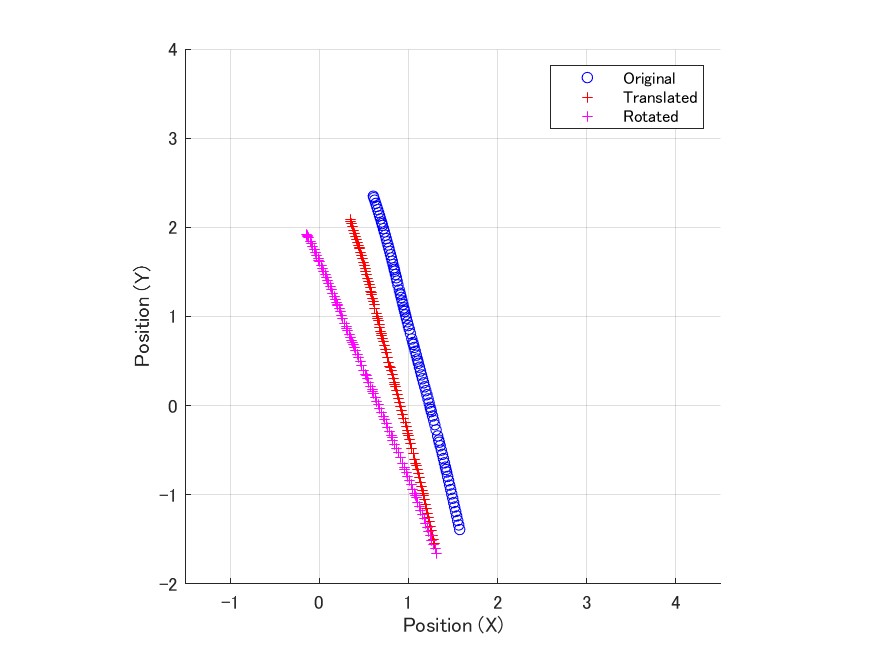 4
3
2
1
0
-1
-2
Position (Y)
-1 0 1 2 3 4
Position (X)
Original
Translated
Rotated